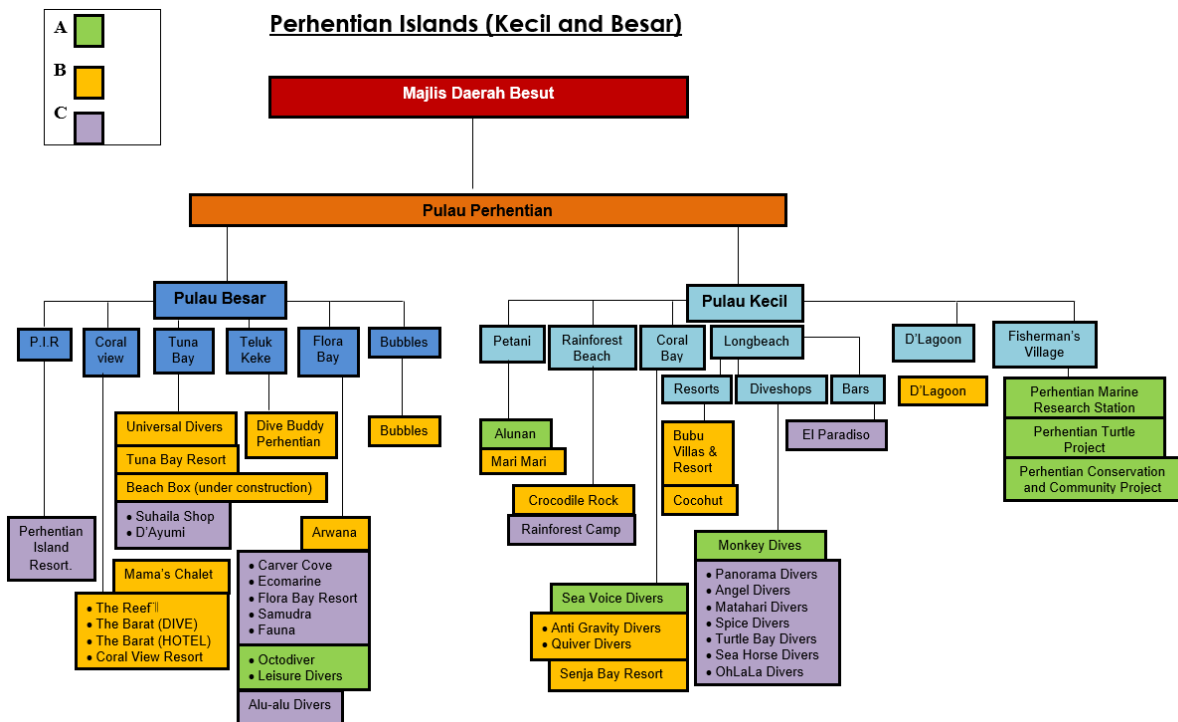 A
B
C
Perhentian Islands (Kecil and Besar)
Majlis Daerah Besut
Pulau Perhentian
Pulau Besar
Pulau Kecil
P.I.R
Coral
view
Tuna
Bay
Teluk
Keke
Flora
Bay
Bubbles
Petani
Rainforest
Beach
Coral
Bay
Longbeach
D'Lagoon
Fisherman's
Village
Resorts
Diveshops
Bars
Perhentian
Island
Resort.
Mama's Chalet
• The Reef
• The Barat (DIVE)
• The Barat (HOTEL)
• Coral View Resort
Universal Divers
Tuna Bay Resort
Beach Box (under construction)
• Suhaila Shop
• D'Ayumi
Dive Buddy
Perhentian
Arwana
• Carver Cove
• Ecomarine
• Flora Bay Resort
• Samudra
• Fauna
• Octodiver
• Leisure Divers
Alu-alu Divers
Bubbles
Alunan
Mari Mari
Crocodile Rock
Rainforest Camp
Sea Voice Divers
• Anti Gravity Divers
• Quiver Divers
Senja Bay Resort
Bubu
Villas &
Resort
Cocohut
Monkey Dives
• Panorama Divers
• Angel Divers
• Matahari Divers
• Spice Divers
• Turtle Bay Divers
• Sea Horse Divers
• OhLaLa Divers
El Paradiso
D'Lagoon
Perhentian Marine
Research Station
Perhentian Turtle
Project
Perhentian Conservation
and Community Project